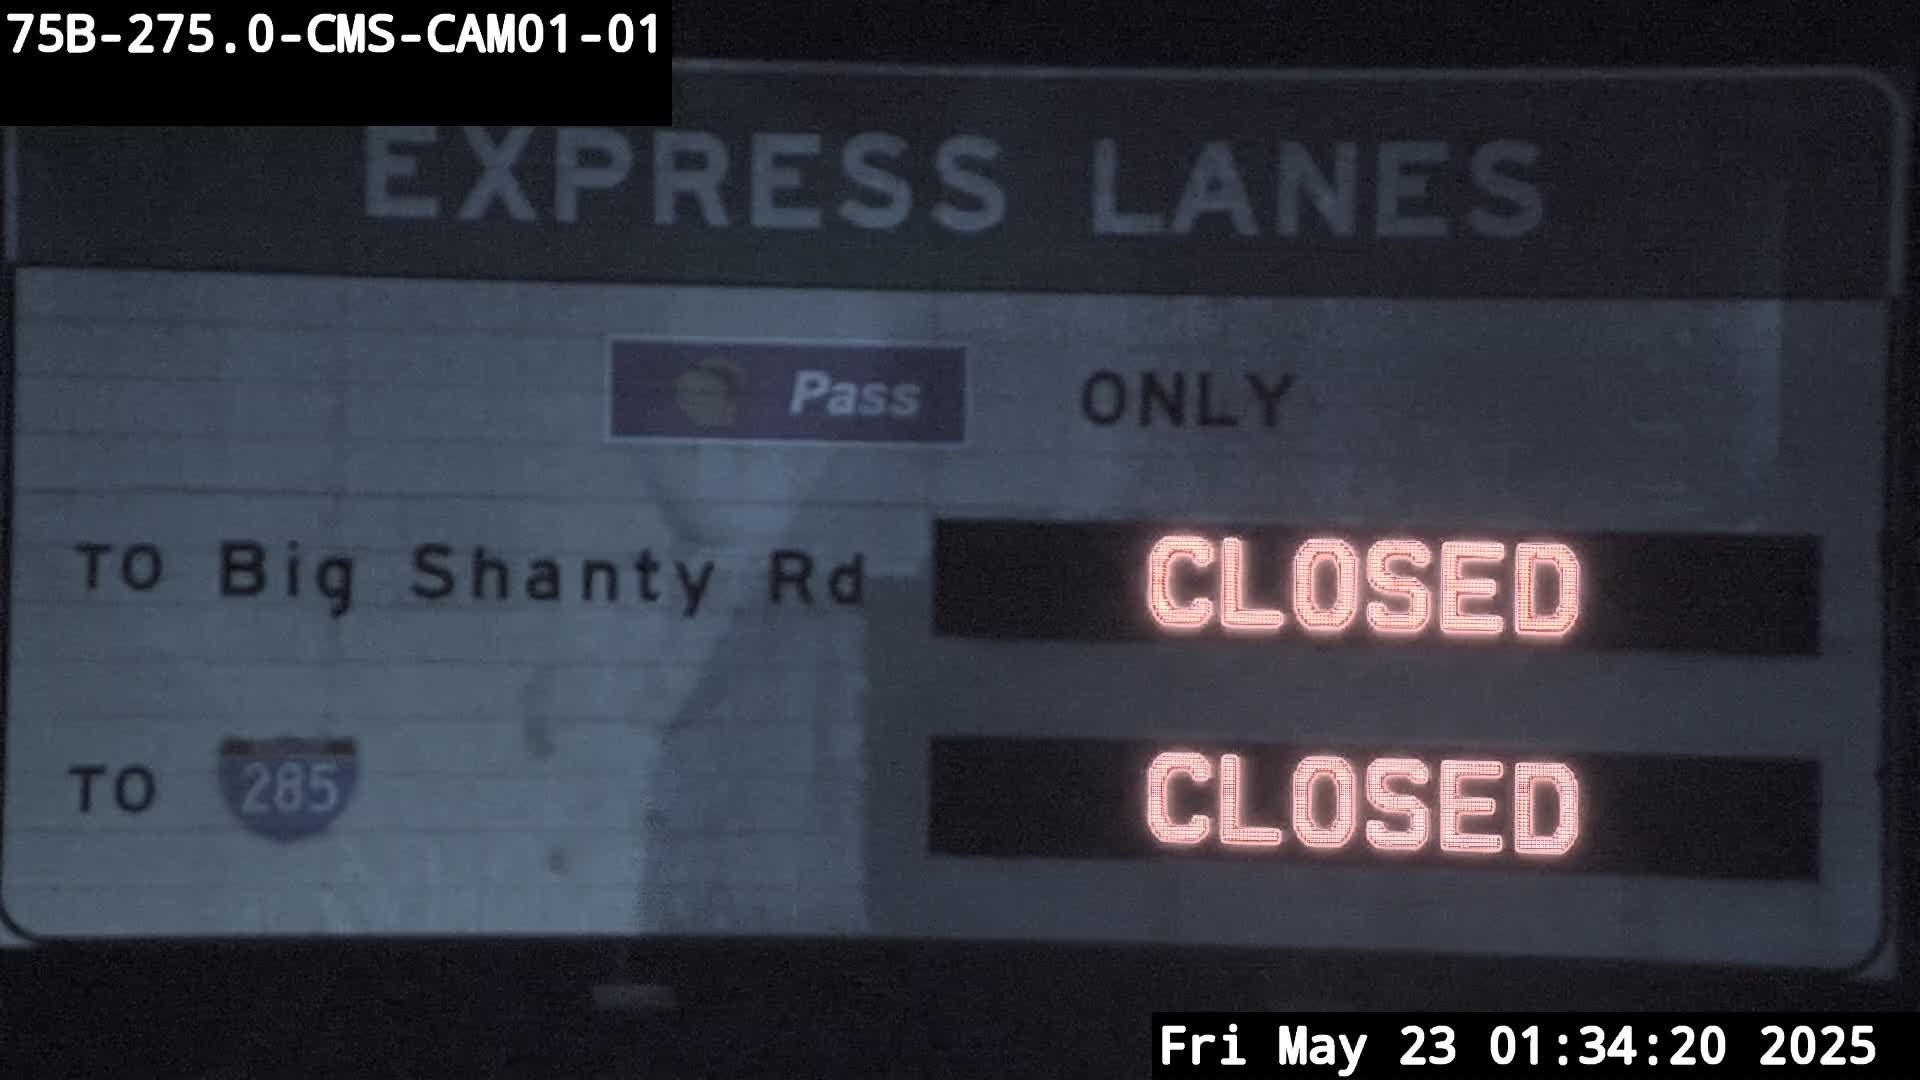 75B-275.0-CMS-CAM01-01
EXPRESS LANES
Pass ONLY
TO Big Shanty Rd CLOSED
TO 285 CLOSED
Fri May 23 01:34:20 2025